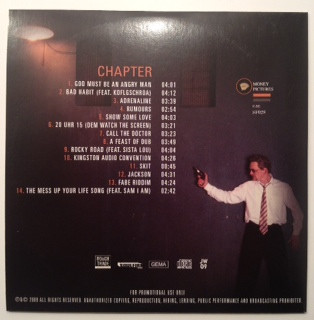 CHAPTER
1. GOD MUST BE AN ANGRY MAN 04:01
2. BAD HABIT (FEAT. KOFLGSCHROA) 04:12
3. ADRENALINE 03:39
4. RUMOURS 02:54
5. SHOW SOME LOVE 04:03
6. 20 UHR 15 (DEM WATCH THE SCREEN) 03:21
7. CALL THE DOCTOR 03:23
8. A FEAST OF DUB 03:49
9. ROCKY ROAD (FEAT. SISTA LOU) 04:04
10. KINGSTON AUDIO CONVENTION 04:26
11. SKIT 00:45
12. JACKSON 04:31
13. FABE RIDDIM 04:24
14. THE MESS UP YOUR LIFE SONG (FEAT. SAM I AM) 02:42
MONEY
PICTURES
GEMA
FOR PROMOTIONAL USE ONLY
ALL RIGHTS RESERVED. UNAUTHORIZED COPYING, REPRODUCTION, HIRING, LENDING, PUBLIC PERFORMANCE AND BROADCASTING PROHIBITED